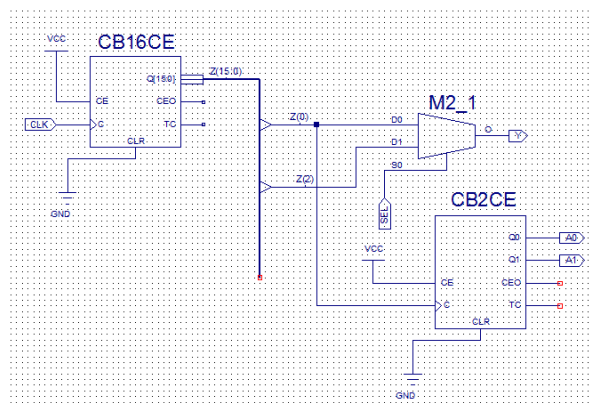 CB16CE
VCC
Z(15:0)
Q[15:0]
CE
CEO
CLK
C
TC
CLR
GND
Z(0)
Z(2)
M2_1
D0
D1
S0
O
Y
SEL
CB2CE
VCC
Q0
A0
Q1
A1
CE
CEO
C
TC
CLR
GND